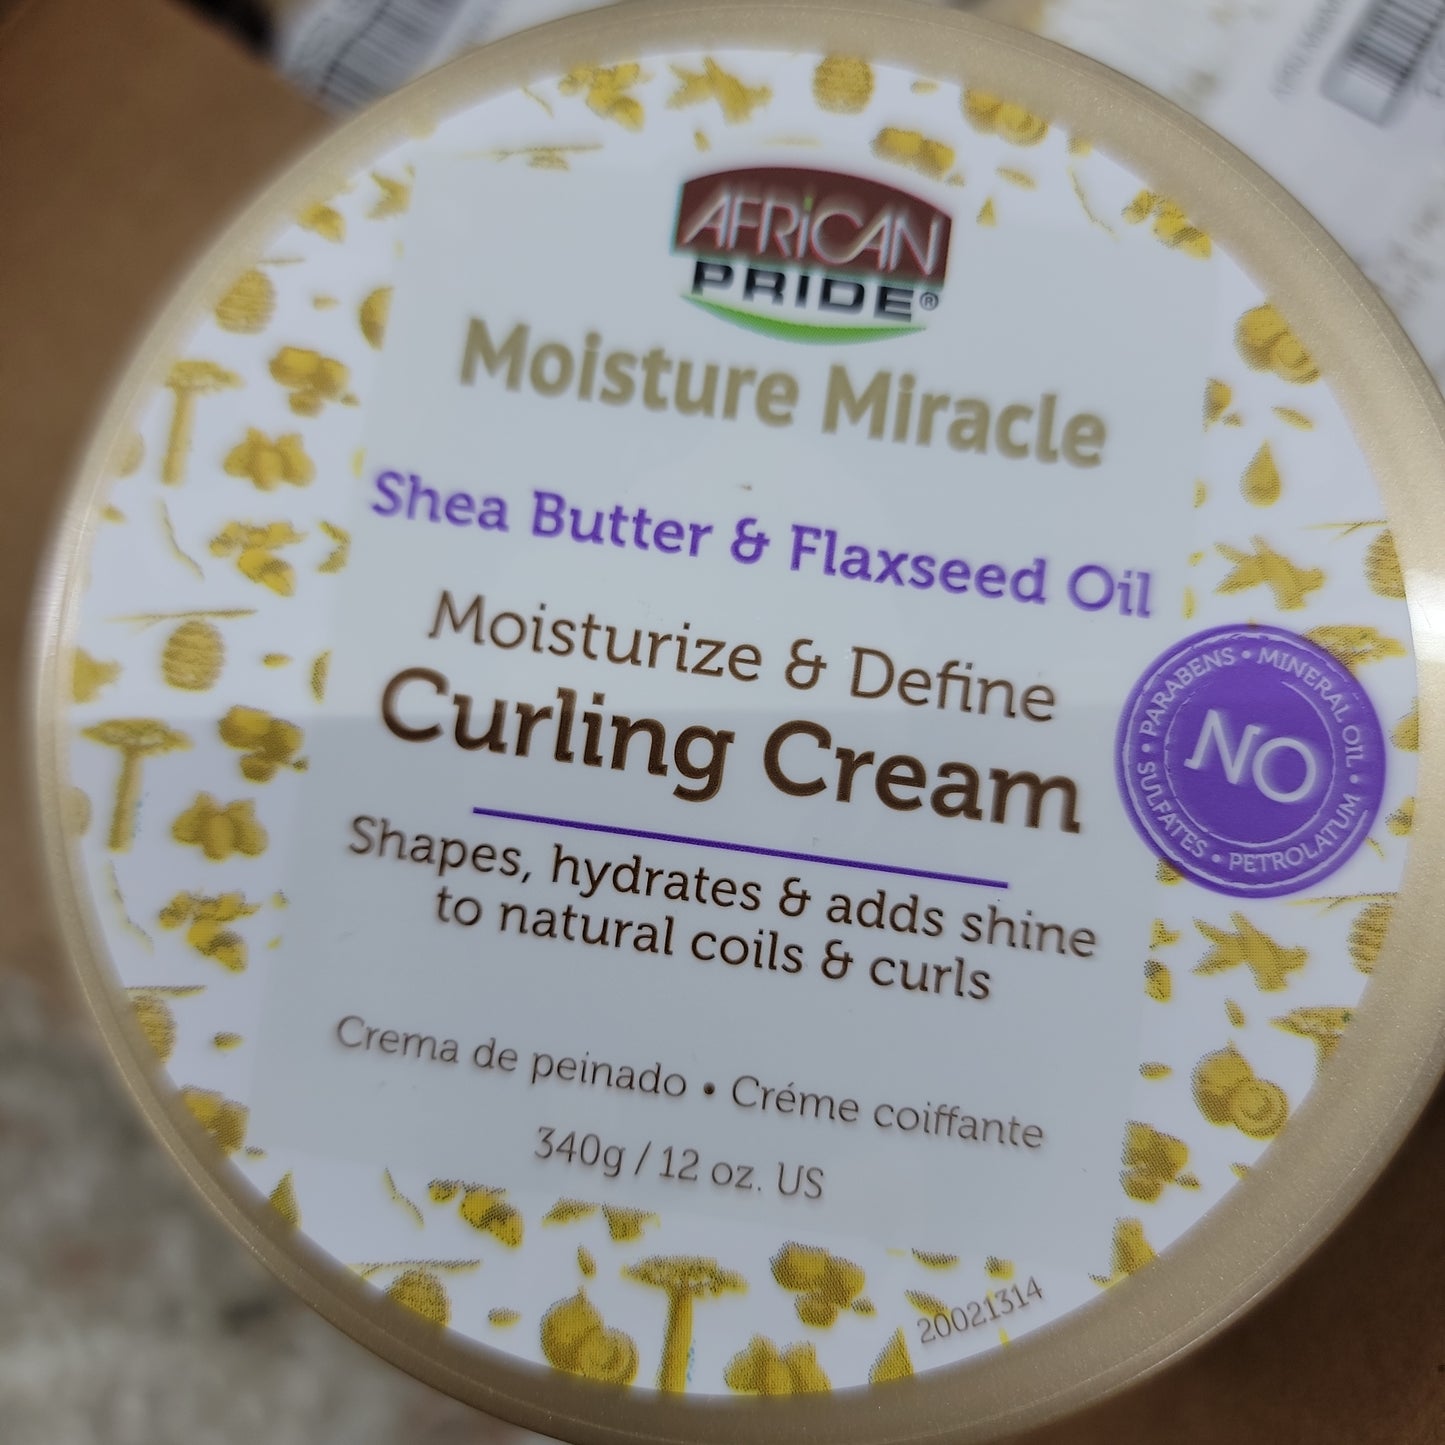 AFRiCAN
PRIDE®
Moisture Miracle
Shea Butter & Flaxseed Oil
Moisturize & Define
Curling Cream
NO
PARABENS • MINERAL OIL • PETROLATUM • SULFATES •
Shapes, hydrates & adds shine
to natural coils & curls
Crema de peinado • Créme coiffante
340g / 12 oz. US
20021314